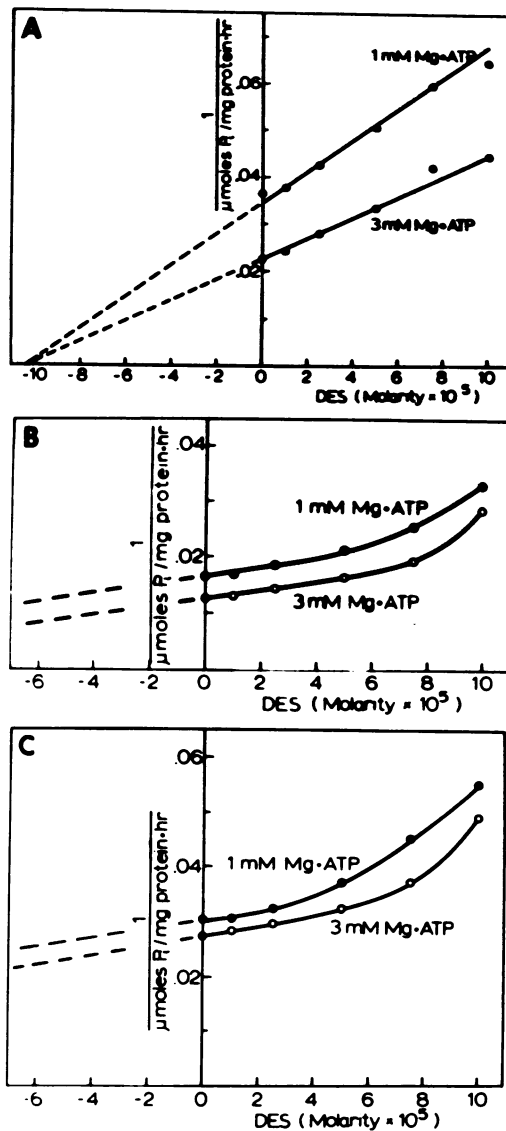 A
1 mM Mg•ATP
.06
.04
.02
3 mM Mg•ATP
1
μmoles Pi/mg protein•hr
-10 -8 -6 -4 -2 0 2 4 6 8 10
DES (Molarity × 10⁵)
B
.04
.02
1 mM Mg•ATP
3 mM Mg•ATP
1
μmoles Pi/mg protein•hr
-6 -4 -2 0 2 4 6 8 10
DES (Molarity × 10⁵)
C
.06
.04
.02
1 mM Mg•ATP
3 mM Mg•ATP
1
μmoles Pi/mg protein•hr
-6 -4 -2 0 2 4 6 8 10
DES (Molarity × 10⁵)